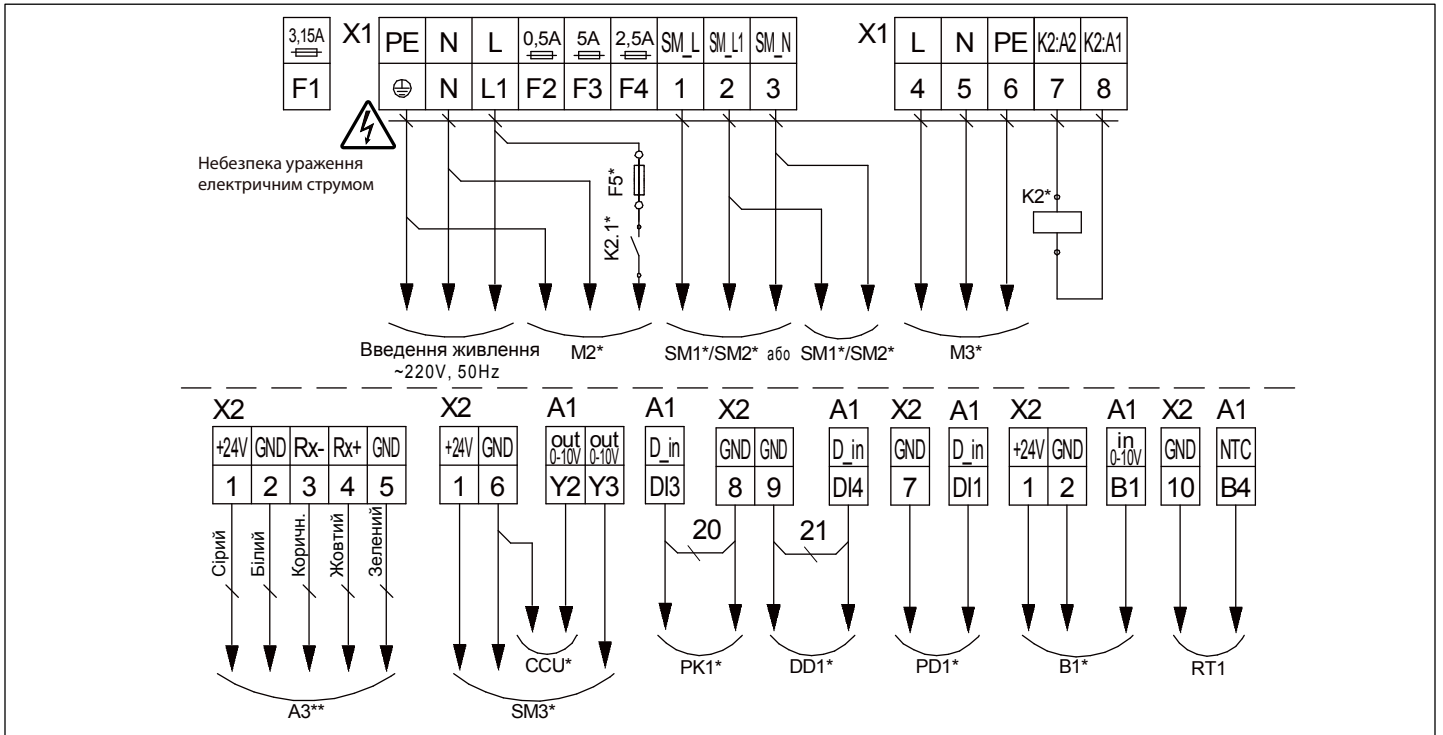 3,15A X1 PE N L 0,5A 5A 2,5A SM_L SM_L1 SM_N X1 L N PE K2:A2 K2:A1
F1 N L1 F2 F3 F4 1 2 3 4 5 6 7 8
Небезпека ураження
електричним струмом
F5*
K2.1*
K2*
Введення живлення
~220V, 50Hz
M2*
SM1*/SM2* або SM1*/SM2*
M3*
X2 X2 A1 A1 X2 A1 X2 A1 X2 A1 X2 A1
+24V GND Rx- Rx+ GND +24V GND out 0-10V out 0-10V D_in GND GND D_in GND D_in +24V GND in 0-10V GND NTC
1 2 3 4 5 1 6 Y2 Y3 DI3 8 9 DI4 7 DI1 1 2 B1 10 B4
Сірий Білий Коричн. Жовтий Зелений
20 21
CCU* PK1* DD1* PD1* B1* RT1
A3** SM3*